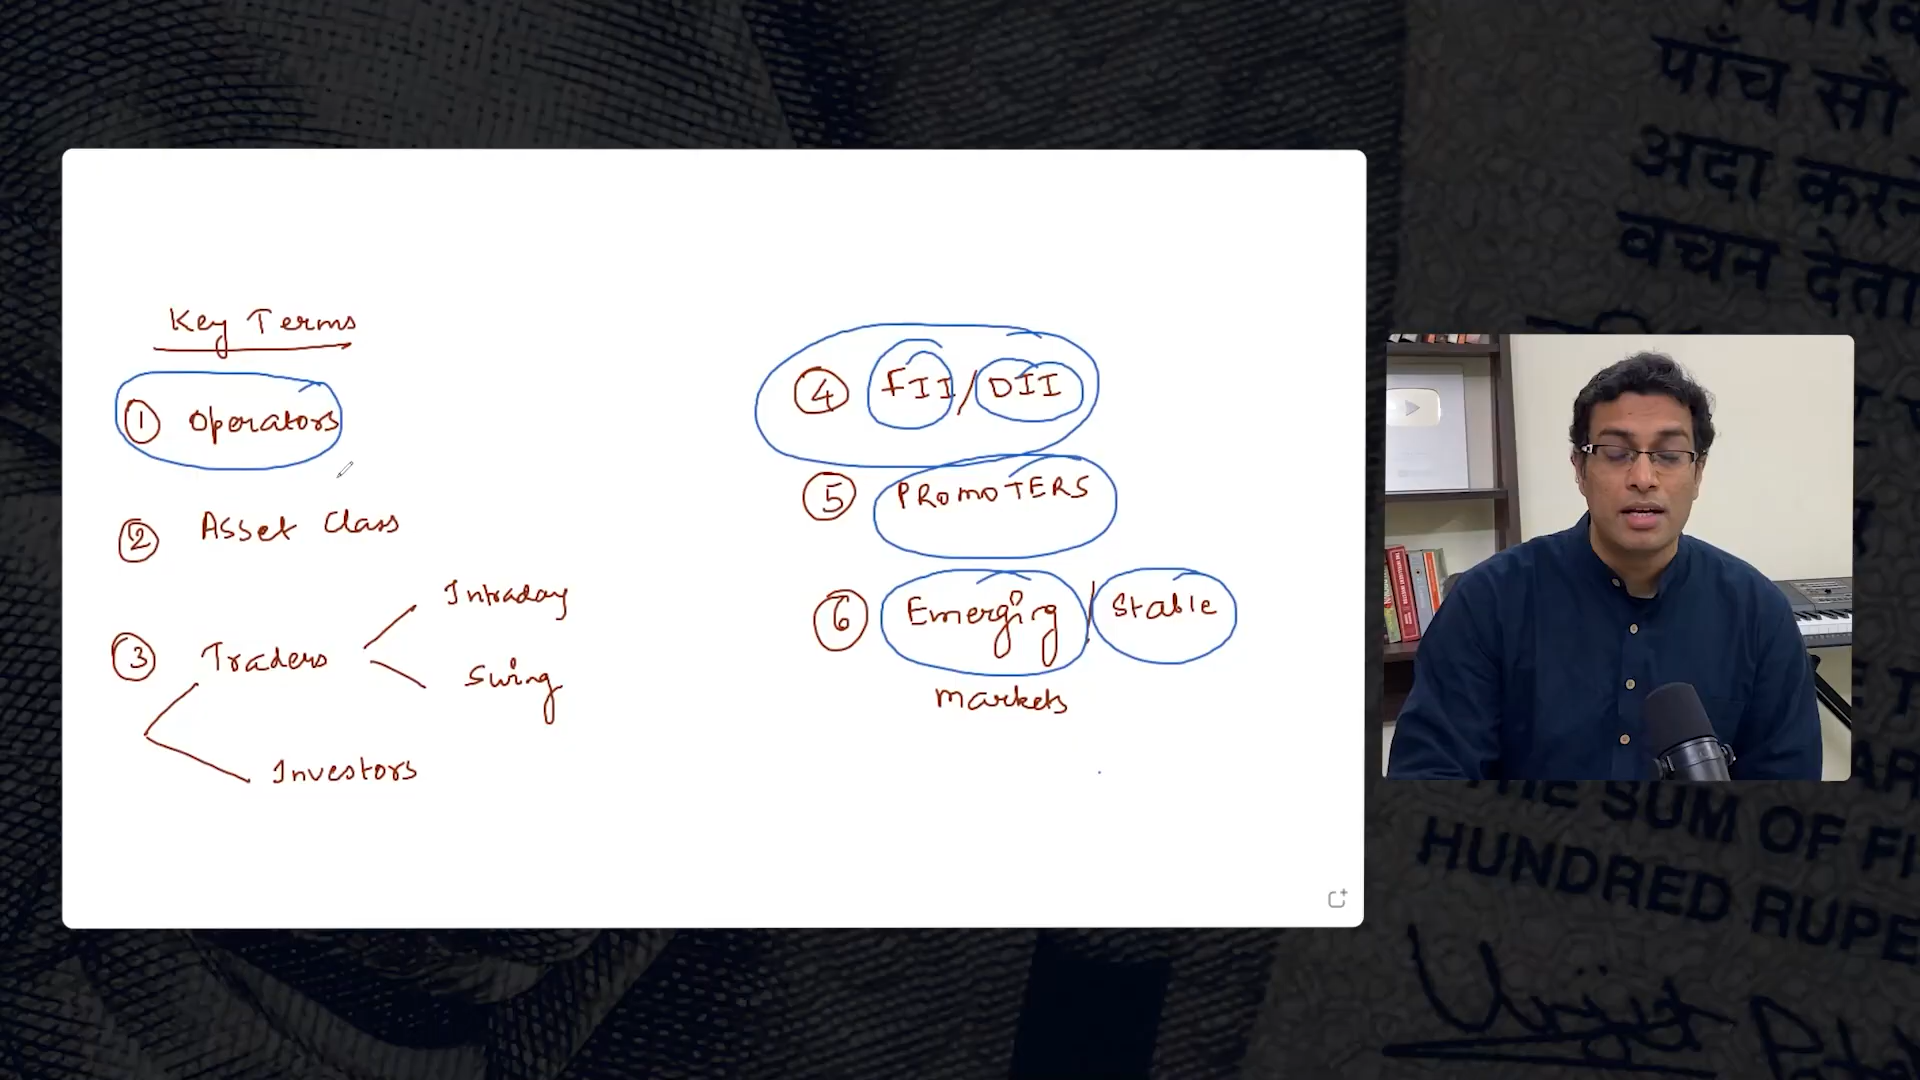 Key Terms
① Operators
② Asset Class
③ Traders
Intraday
Swing
Investors
④ FII / DII
⑤ PROMOTERS
⑥ Emerging / Stable
markets
पाँच सौ
अदा करने
वचन देता
THE SUM OF FI
HUNDRED RUPE